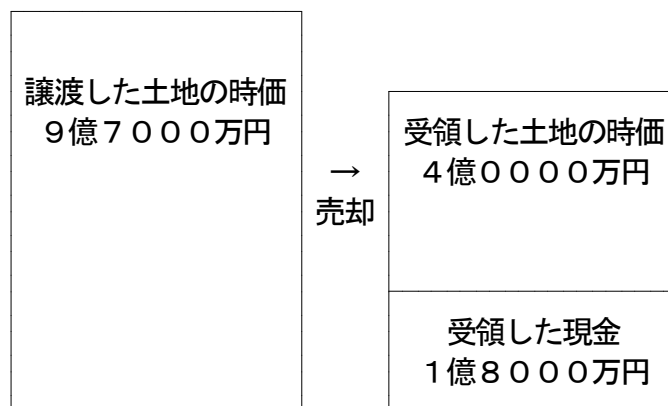 譲渡した土地の時価
9億7000万円
→
売却
受領した土地の時価
4億0000万円
受領した現金
1億8000万円